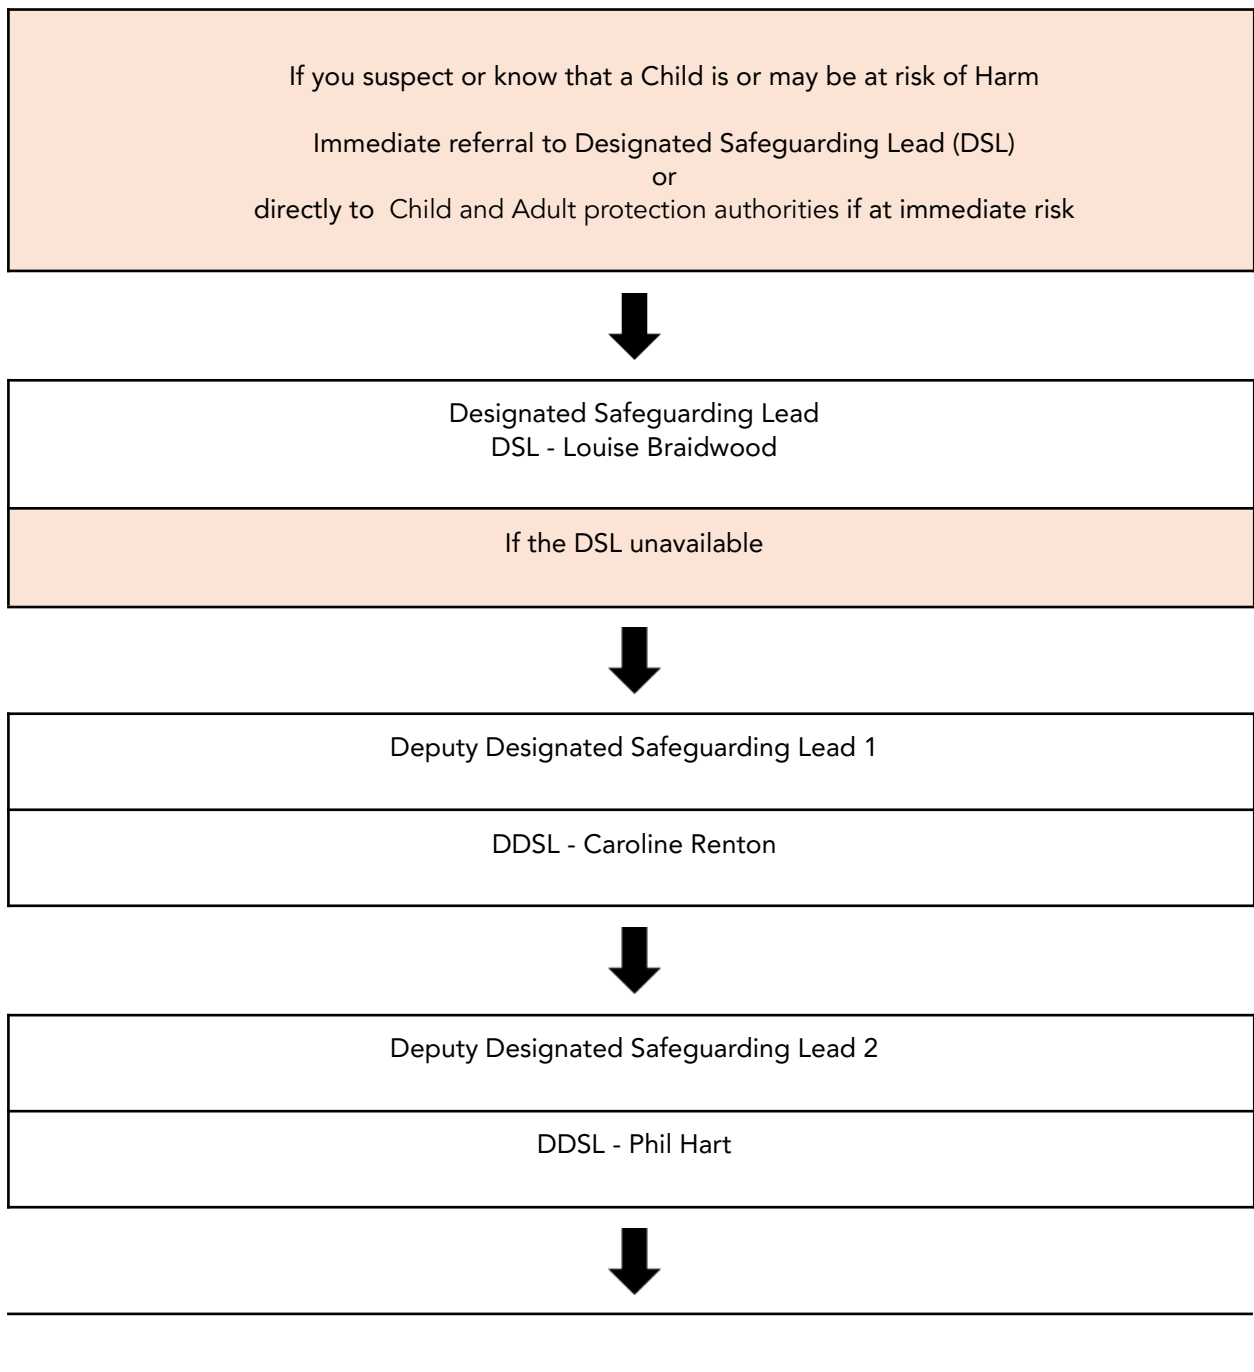 If you suspect or know that a Child is or may be at risk of Harm
Immediate referral to Designated Safeguarding Lead (DSL)
or
directly to Child and Adult protection authorities if at immediate risk
Designated Safeguarding Lead
DSL - Louise Braidwood
If the DSL unavailable
Deputy Designated Safeguarding Lead 1
DDSL - Caroline Renton
Deputy Designated Safeguarding Lead 2
DDSL - Phil Hart